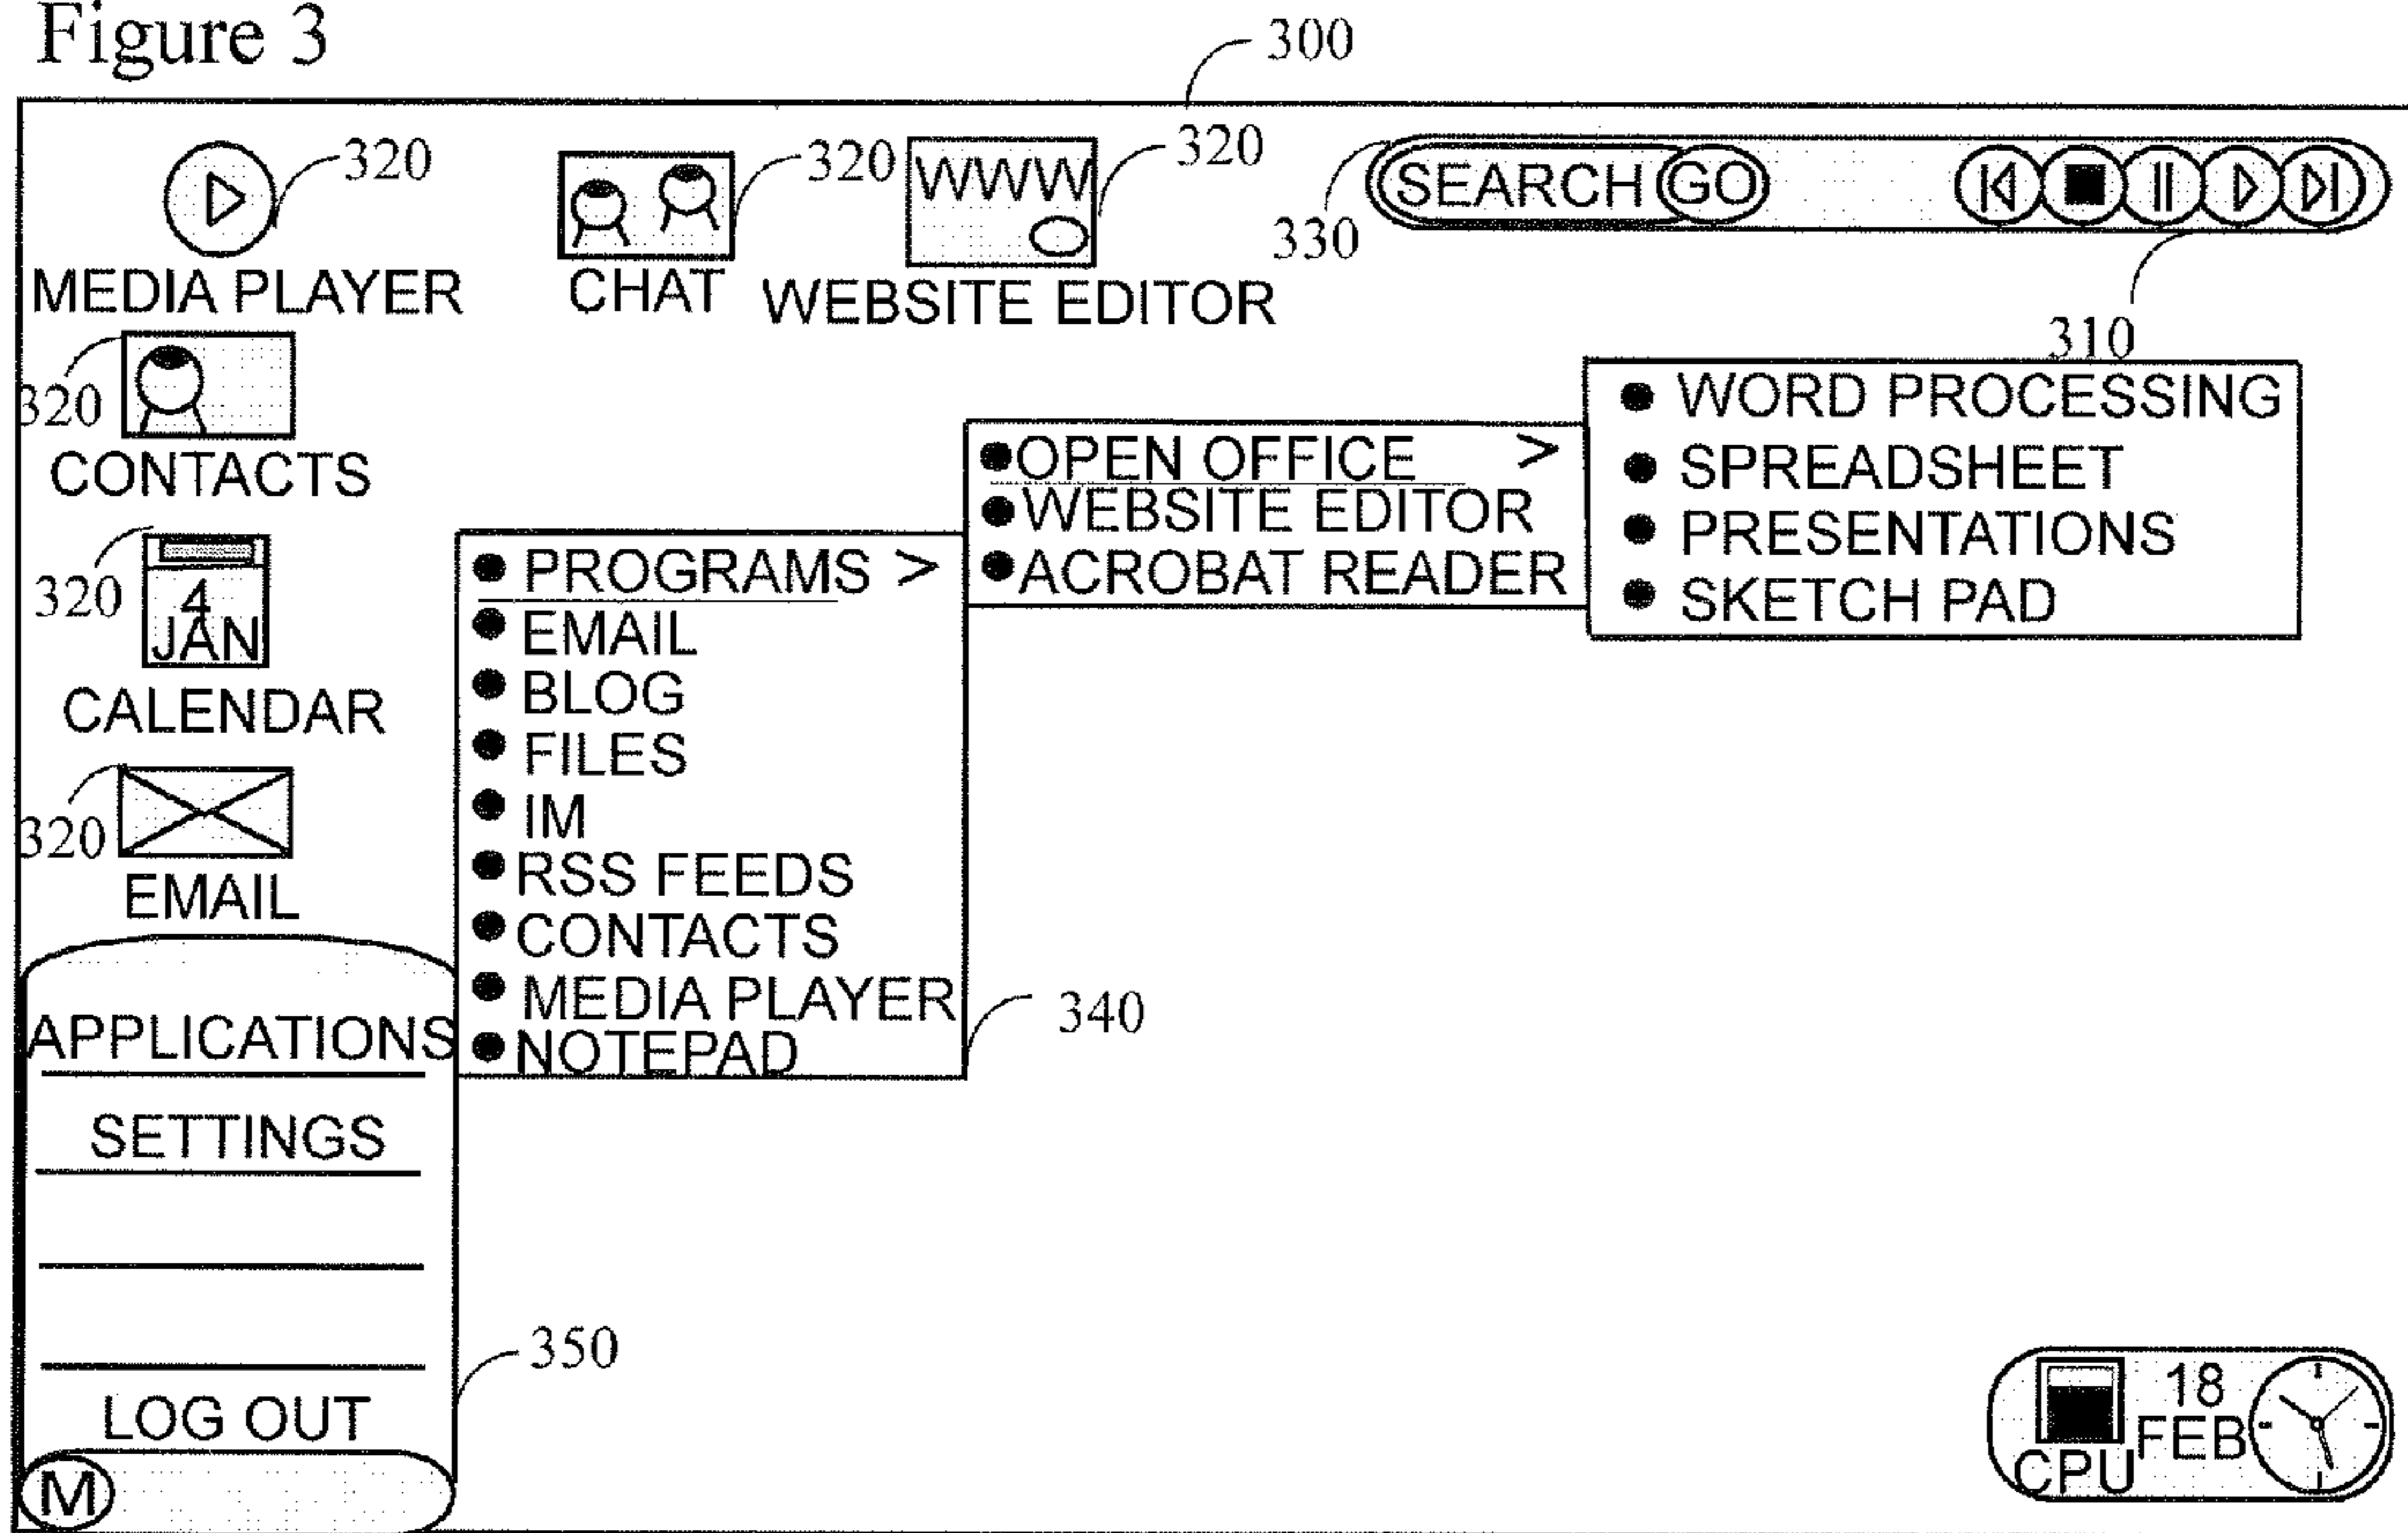 Figure 3
300
320
320
320
WWW
330
SEARCH GO
310
MEDIA PLAYER
CHAT
WEBSITE EDITOR
320
CONTACTS
320
4
JAN
CALENDAR
320
EMAIL
APPLICATIONS
SETTINGS
LOG OUT
M
350
PROGRAMS >
EMAIL
BLOG
FILES
IM
RSS FEEDS
CONTACTS
MEDIA PLAYER
NOTEPAD
340
OPEN OFFICE >
WEBSITE EDITOR
ACROBAT READER
WORD PROCESSING
SPREADSHEET
PRESENTATIONS
SKETCH PAD
CPU
18
FEB